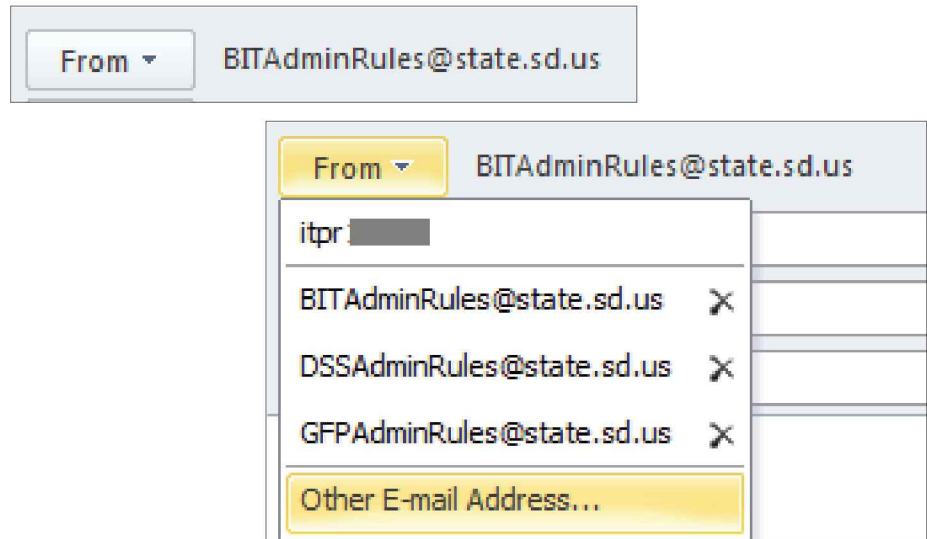 From BITAdminRules@state.sd.us
From BITAdminRules@state.sd.us
itpr
BITAdminRules@state.sd.us
DSSAdminRules@state.sd.us
GFPAdminRules@state.sd.us
Other E-mail Address...